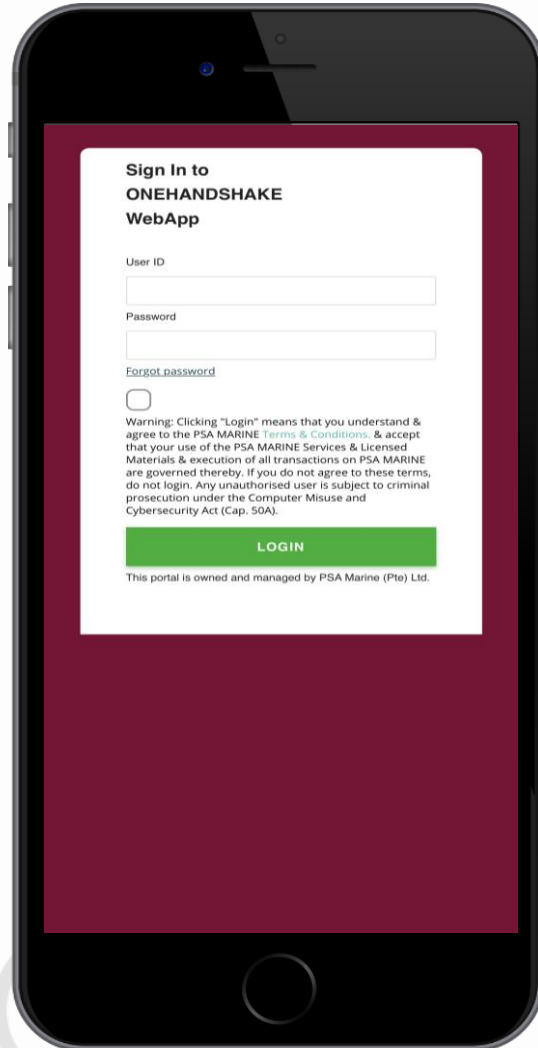 Sign In to
ONEHANDSHAKE
WebApp
User ID
Password
Forgot password
Warning: Clicking "Login" means that you understand &
agree to the PSA MARINE Terms & Conditions. & accept
that your use of the PSA MARINE Services & Licensed
Materials & execution of all transactions on PSA MARINE
are governed thereby. If you do not agree to these terms,
do not login. Any unauthorised user is subject to criminal
prosecution under the Computer Misuse and
Cybersecurity Act (Cap. 50A).
LOGIN
This portal is owned and managed by PSA Marine (Pte) Ltd.